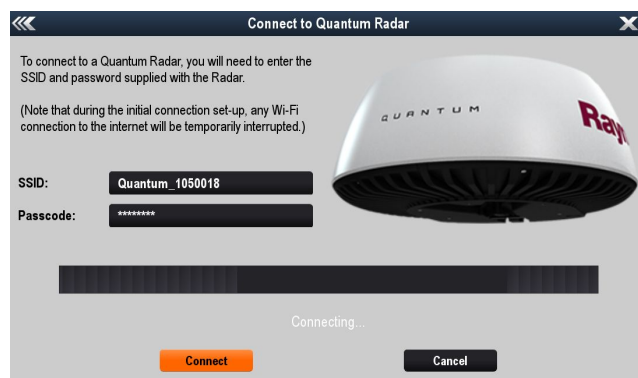 Connect to Quantum Radar
To connect to a Quantum Radar, you will need to enter the
SSID and password supplied with the Radar.
(Note that during the initial connection set-up, any Wi-Fi
connection to the internet will be temporarily interrupted.)
QUANTUM
Ray
SSID:
Quantum_1050018
Passcode:
********
Connecting...
Connect
Cancel